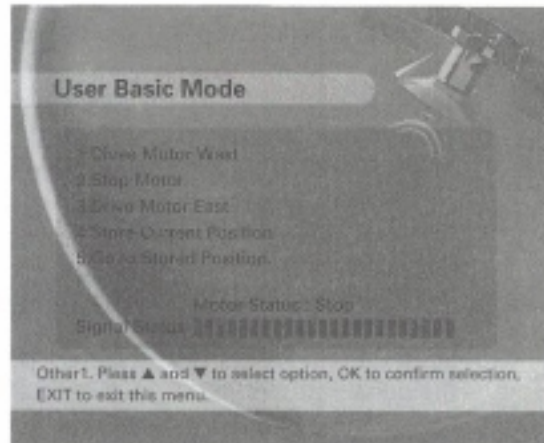 User Basic Mode
1.Drive Motor West
2.Stop Motor
3.Drive Motor East
4.Store Current Position
5.Go to Stored Position
Motor Status : Stop
Signal Status
Other1. Press ▲ and ▼ to select option, OK to confirm selection,
EXIT to exit this menu.